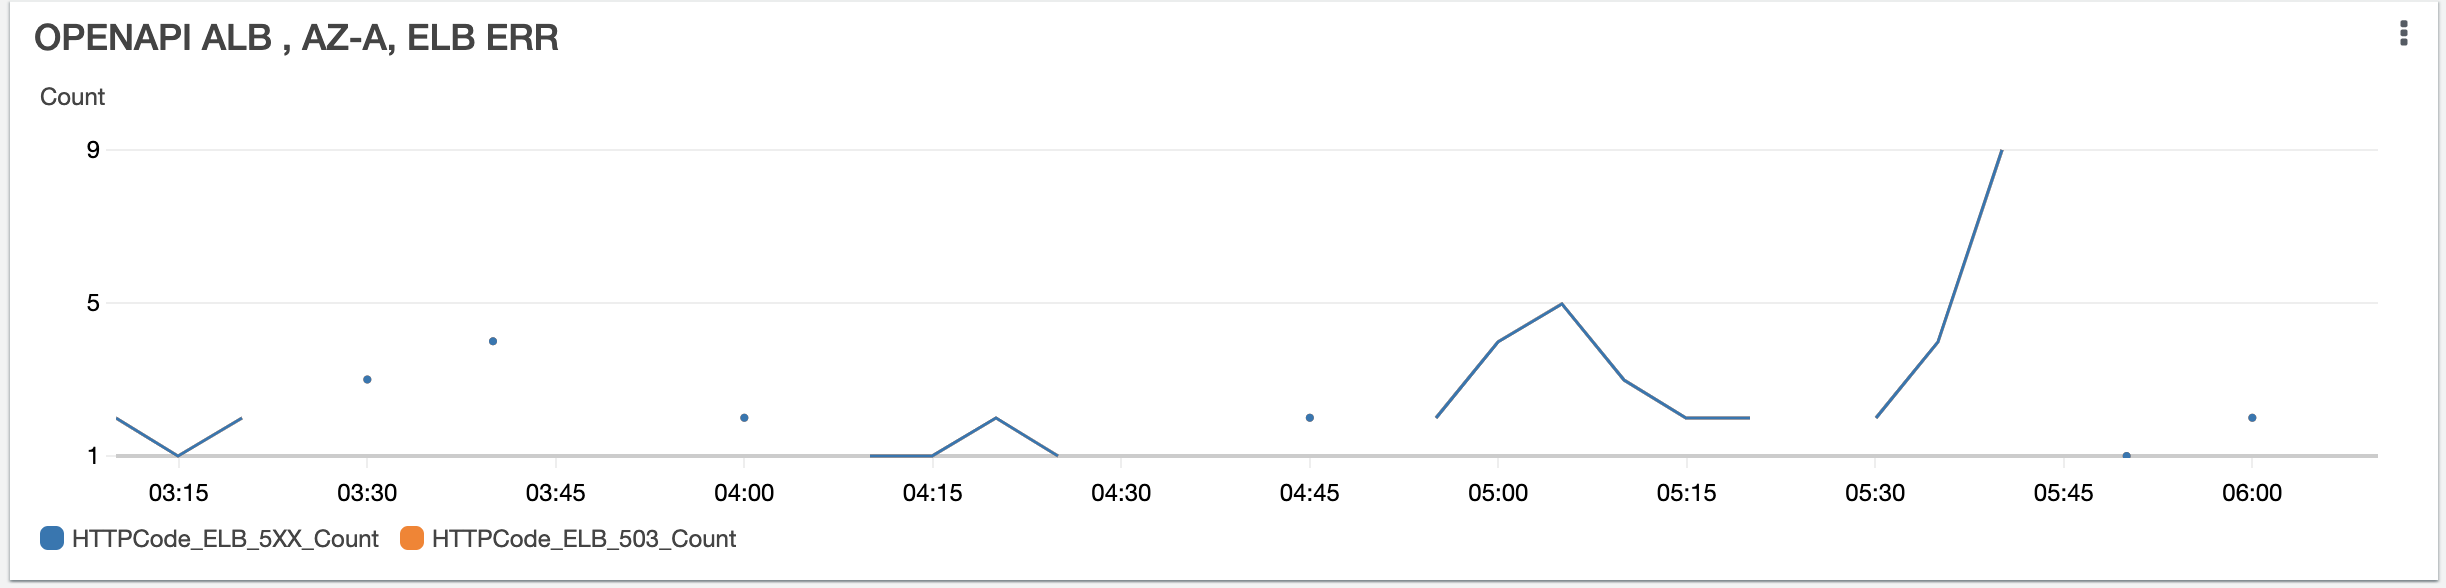 OPENAPI ALB , AZ-A, ELB ERR
Count
9
5
1
03:15 03:30 03:45 04:00 04:15 04:30 04:45 05:00 05:15 05:30 05:45 06:00
HTTPCode_ELB_5XX_Count HTTPCode_ELB_503_Count